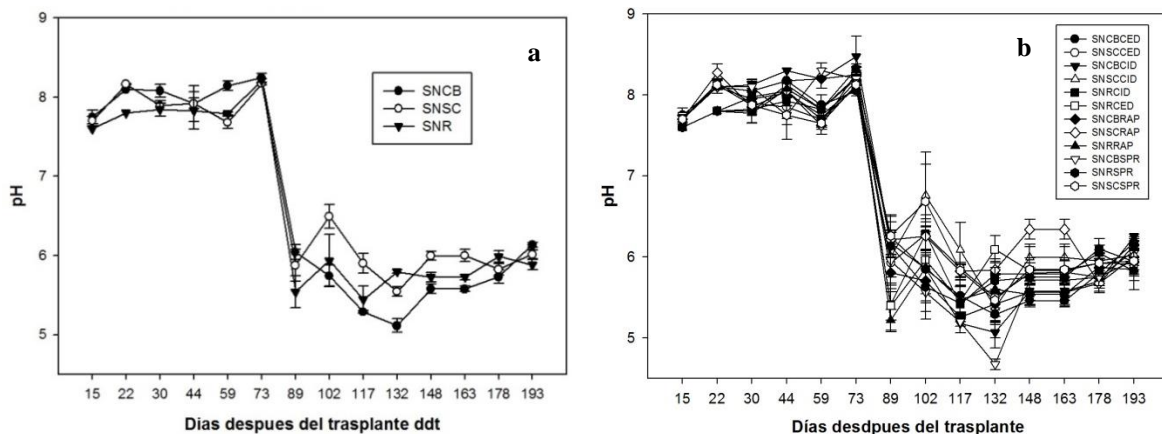 a
9
8
7
6
5
pH
SNCB
SNSC
SNR
15 22 30 44 59 73 89 102 117 132 148 163 178 193
Dias despues del trasplante ddt
b
9
8
7
6
5
pH
SNCBCED
SNSCCED
SNCBCID
SNSCCID
SNRCID
SNRCED
SNCBRAP
SNSCRAP
SNRRAP
SNCBSPR
SNRSPR
SNSCSPR
15 22 30 44 59 73 89 102 117 132 148 163 178 193
Días desdpues del trasplante